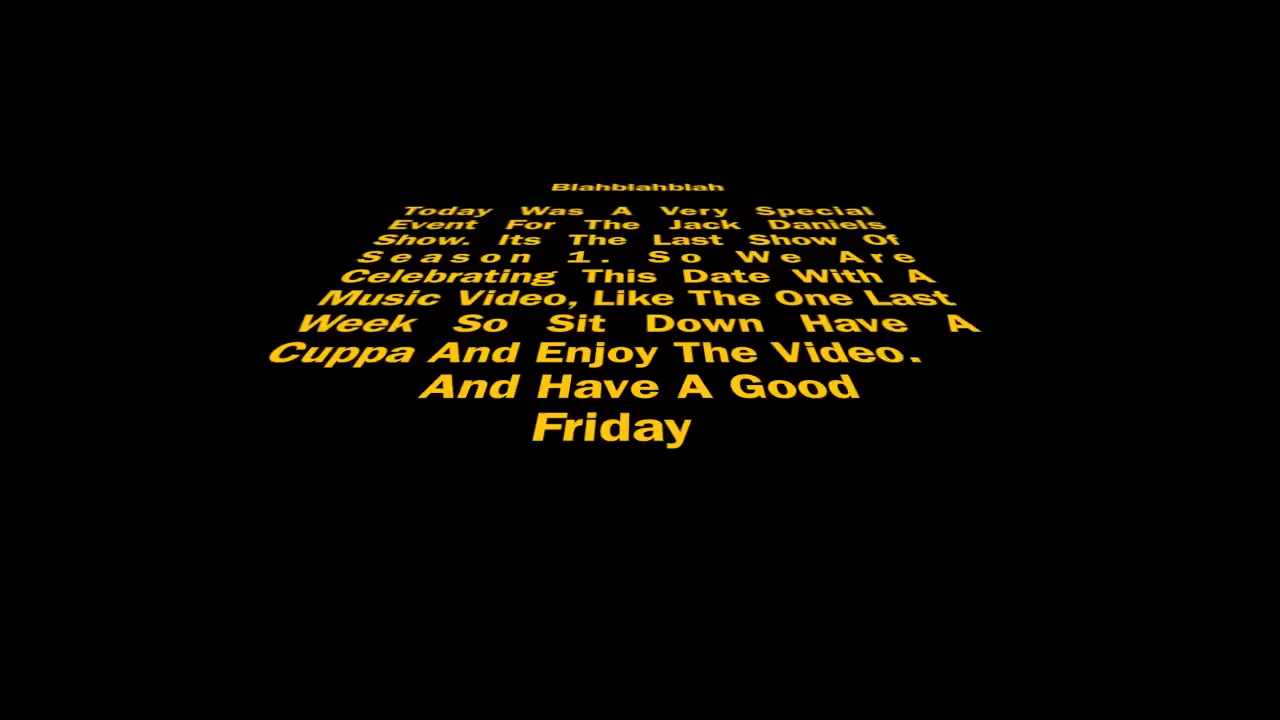 Blahblahblah
Today Was A Very Special
Event For The Jack Daniels
Show. Its The Last Show Of
Season 1. So We Are
Celebrating This Date With A
Music Video, Like The One Last
Week So Sit Down Have A
Cuppa And Enjoy The Video.
And Have A Good
Friday